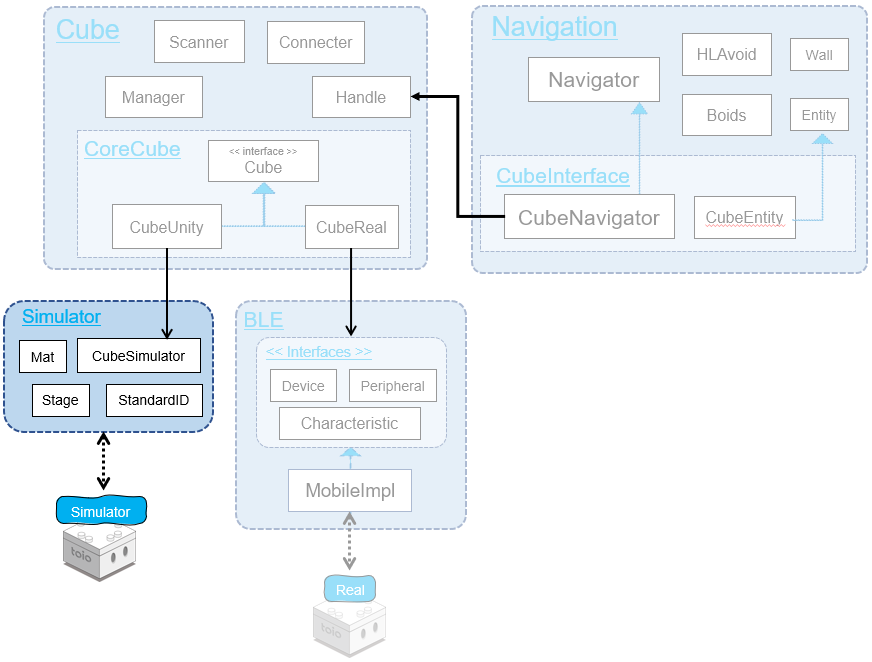 Cube
Scanner
Connecter
Manager
Handle
CoreCube
<< interface >>
Cube
CubeUnity
CubeReal
Navigation
Navigator
HLAvoid
Wall
Boids
Entity
CubeInterface
CubeNavigator
CubeEntity
Simulator
Mat
CubeSimulator
Stage
StandardID
Simulator
toio
BLE
<< Interfaces >>
Device
Peripheral
Characteristic
MobileImpl
Real
toio